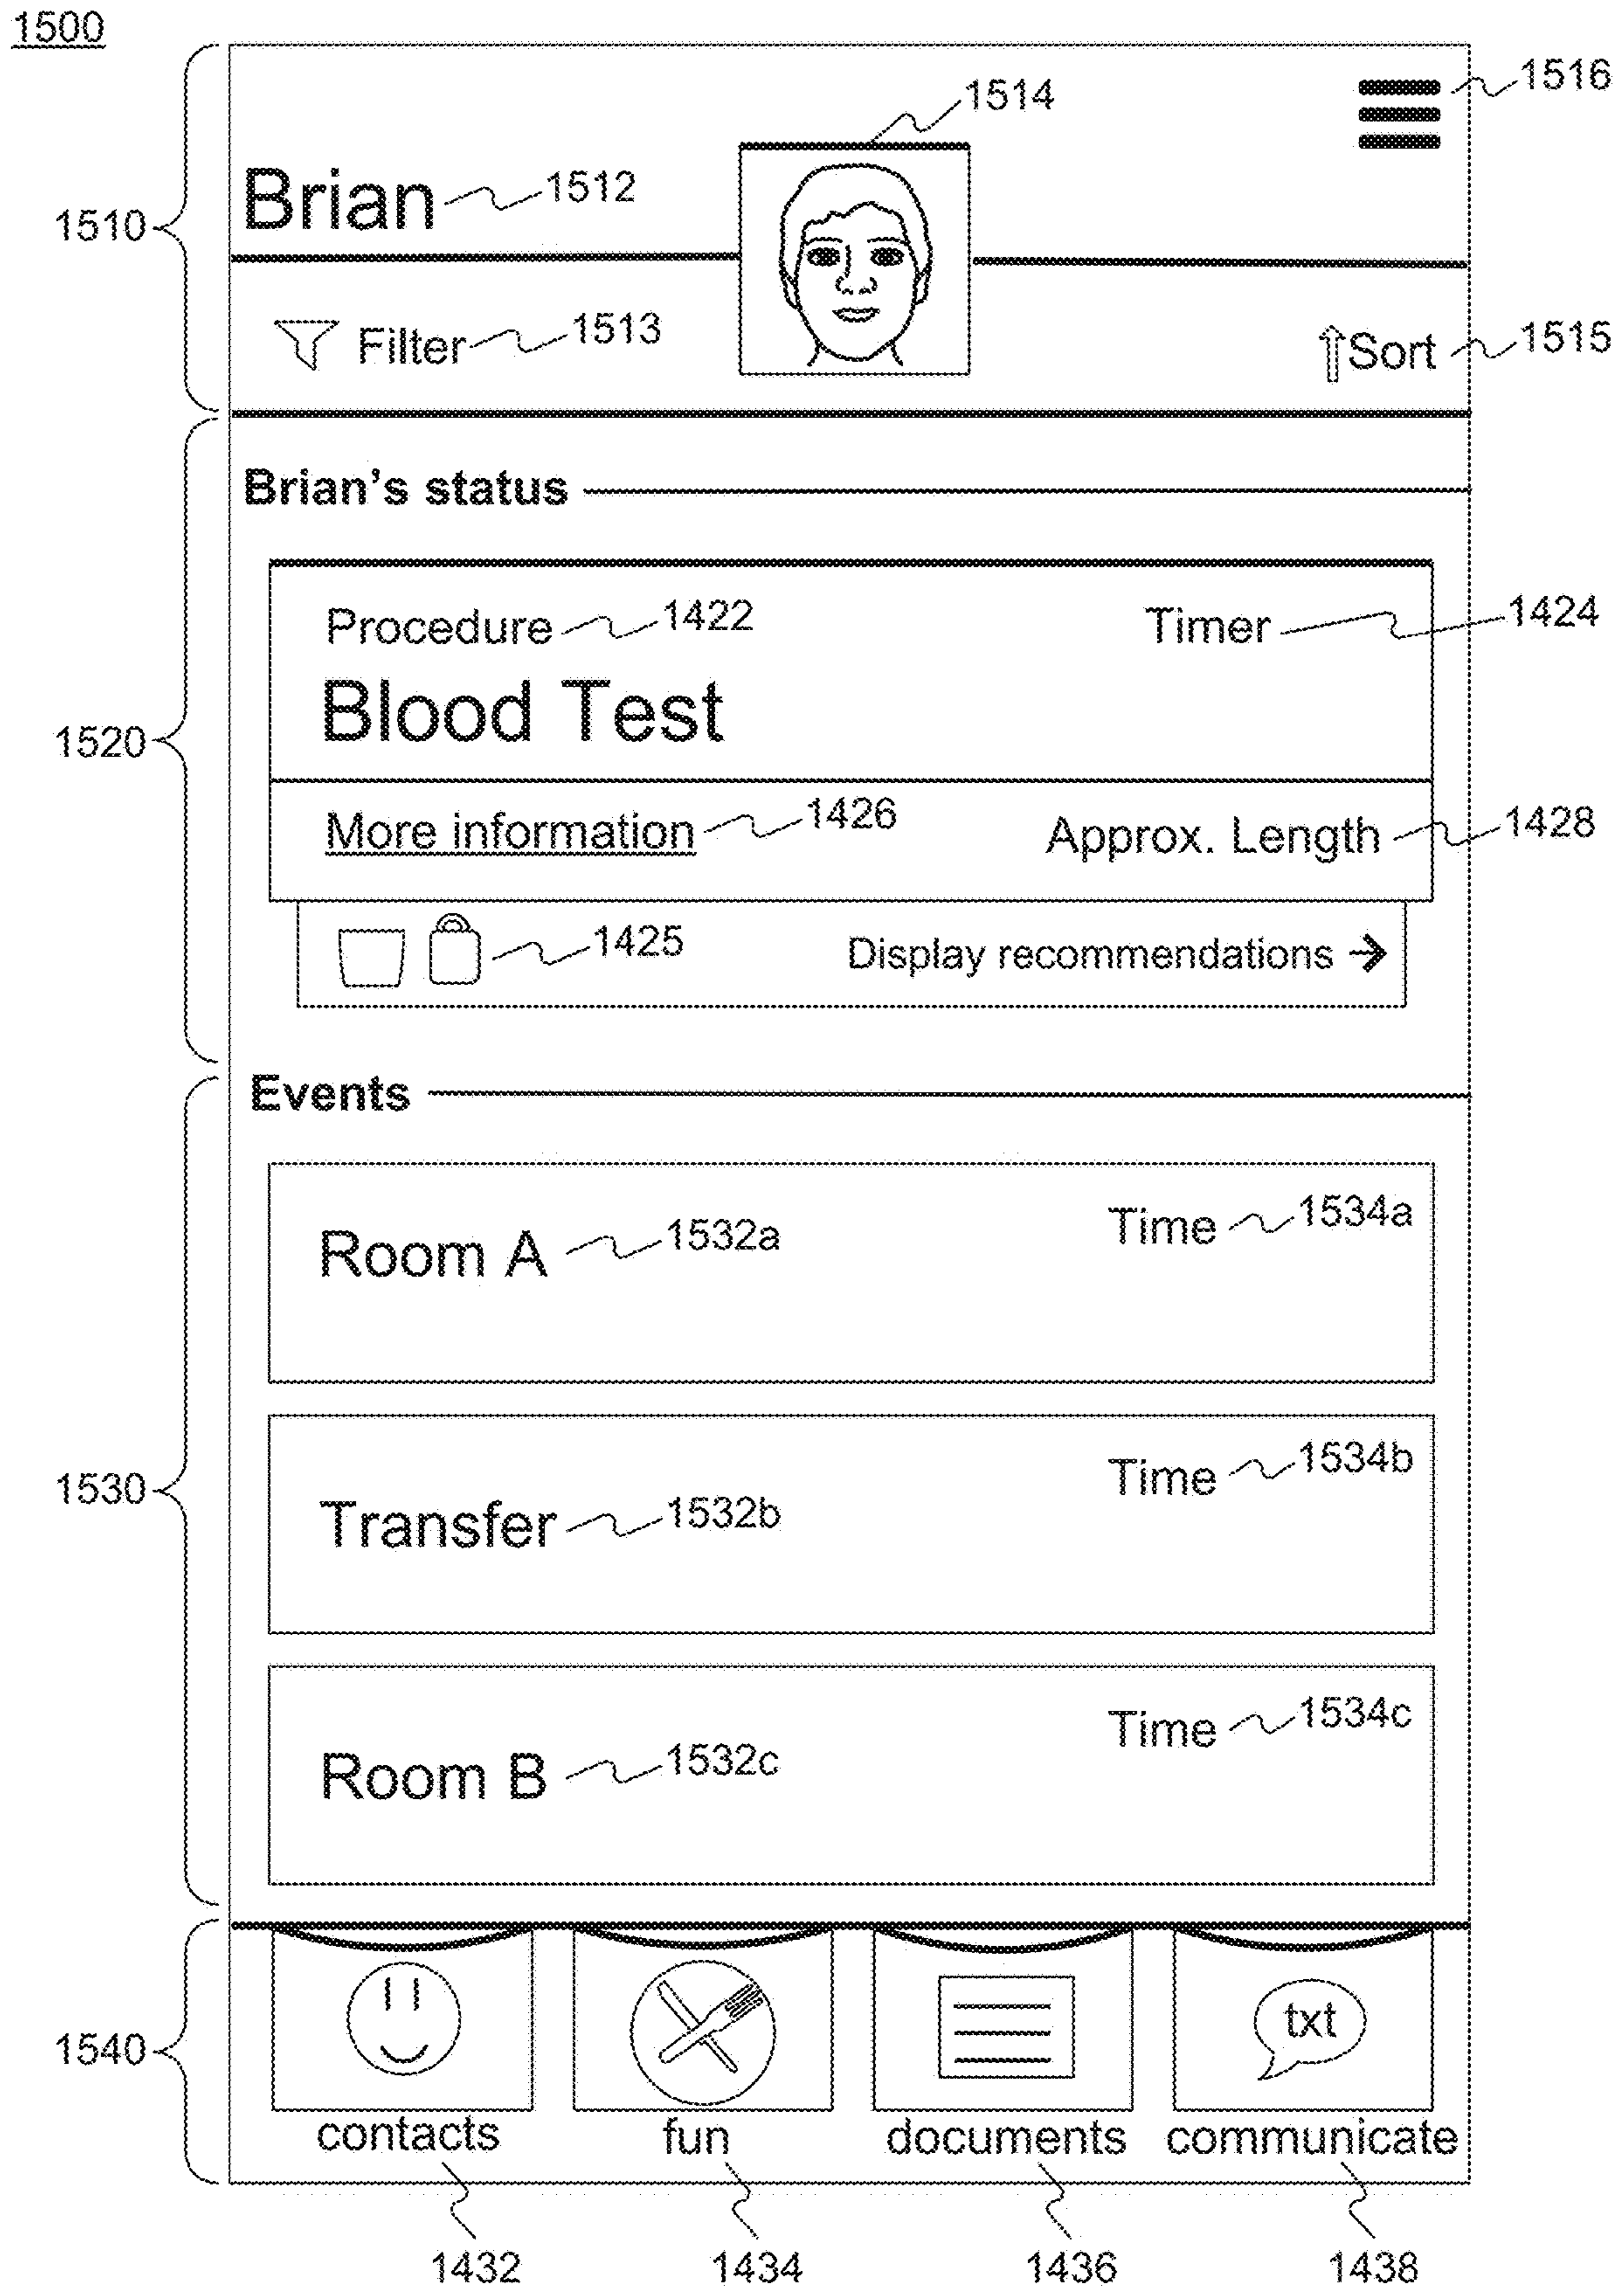 1500
1516
1514
Brian 1512
1510
Filter 1513
Sort 1515
Brian's status
Procedure 1422
Timer 1424
Blood Test
1520
More information 1426
Approx. Length 1428
1425
Display recommendations →
Events
Room A 1532a
Time 1534a
1530
Transfer 1532b
Time 1534b
Room B 1532c
Time 1534c
1540
txt
contacts fun documents communicate
1432 1434 1436 1438